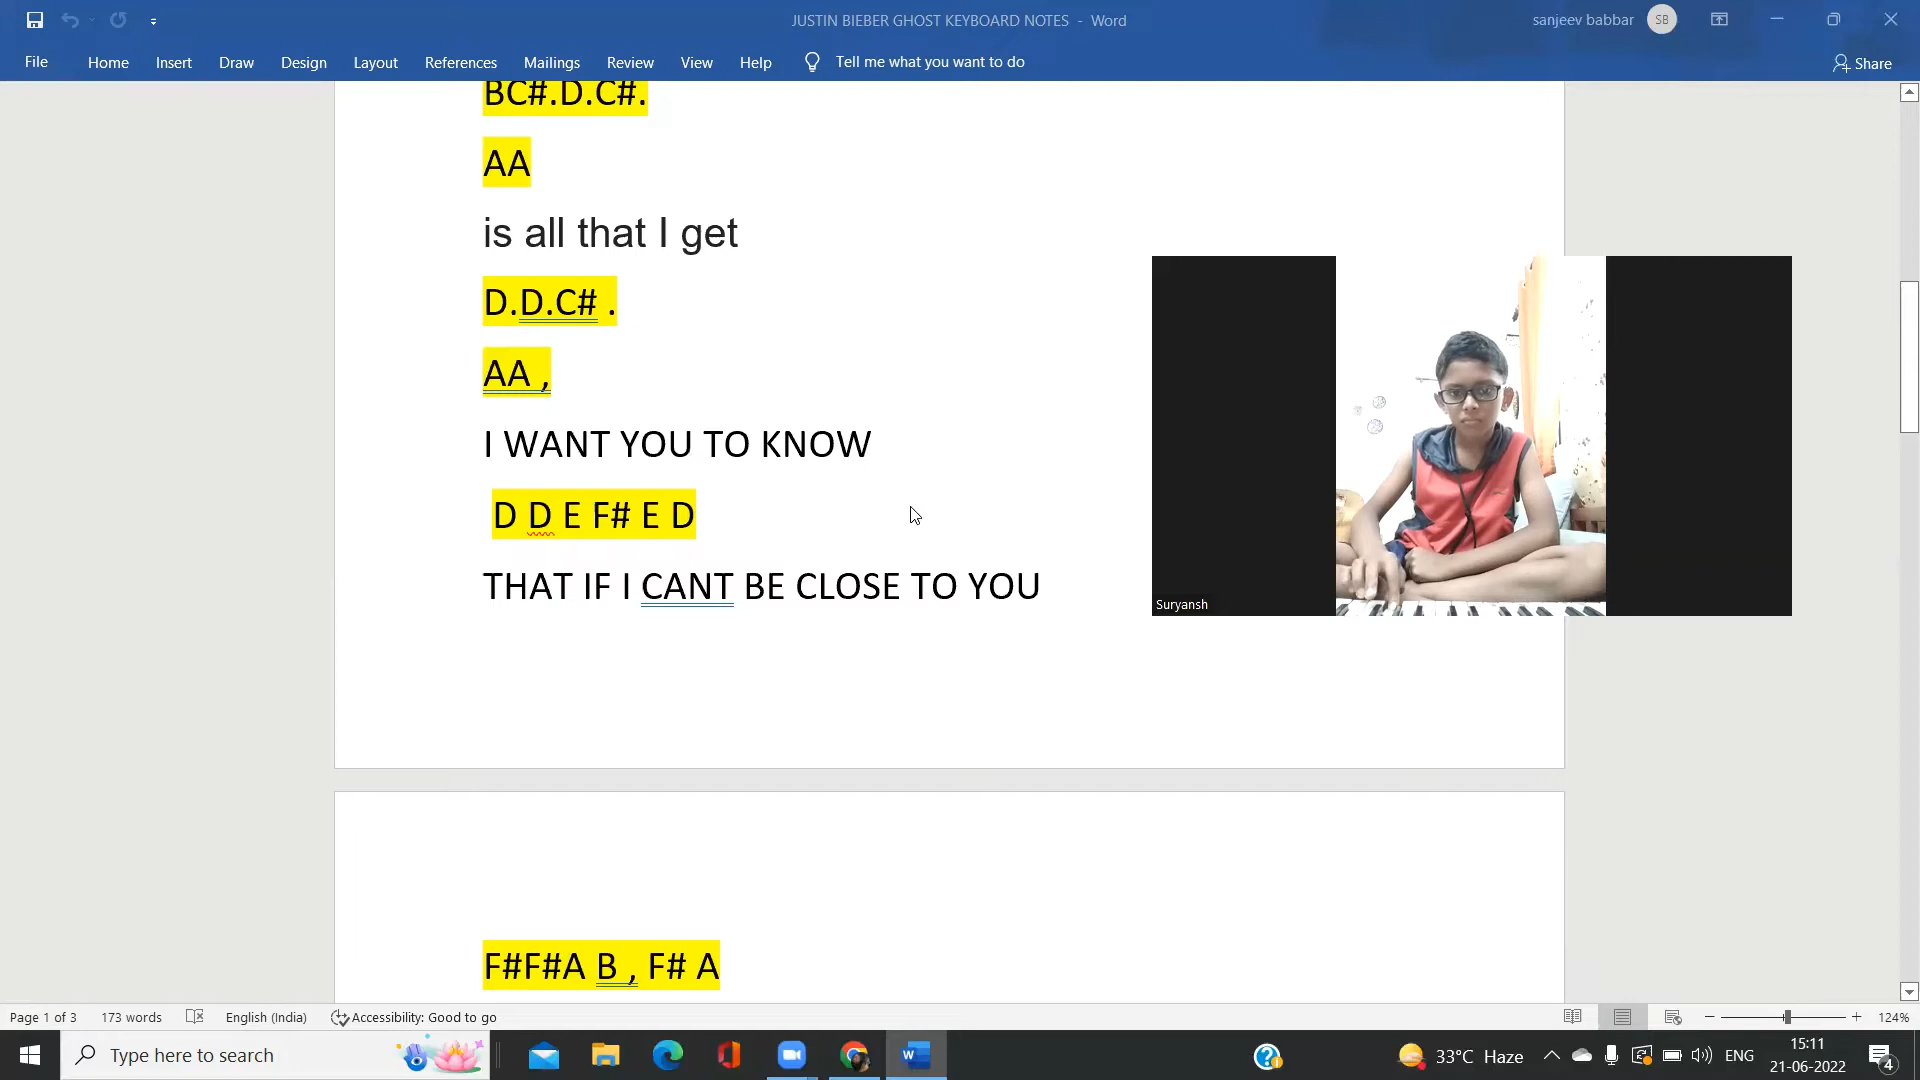 JUSTIN BIEBER GHOST KEYBOARD NOTES - Word
sanjeev babbar
SB
File
Home
Insert
Draw
Design
Layout
References
Mailings
Review
View
Help
Tell me what you want to do
Share
BC#.D.C#.
AA
is all that I get
D.D.C# .
AA ,
I WANT YOU TO KNOW
D D E F# E D
THAT IF I CANT BE CLOSE TO YOU
Suryansh
F#F#A B , F# A
Page 1 of 3
173 words
English (India)
Accessibility: Good to go
124%
Type here to search
33°C Haze
ENG
15:11
21-06-2022
4